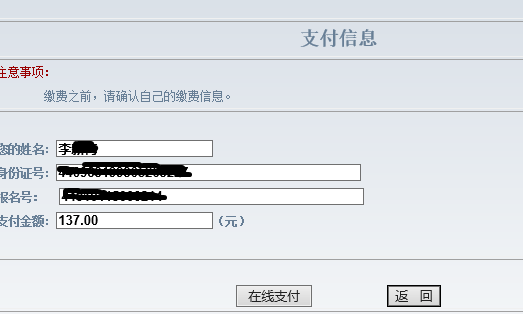 支付信息
注意事项:
缴费之前，请确认自己的缴费信息。
您的姓名: 李
身份证号:
报名号:
支付金额: 137.00 (元)
在线支付 返 回